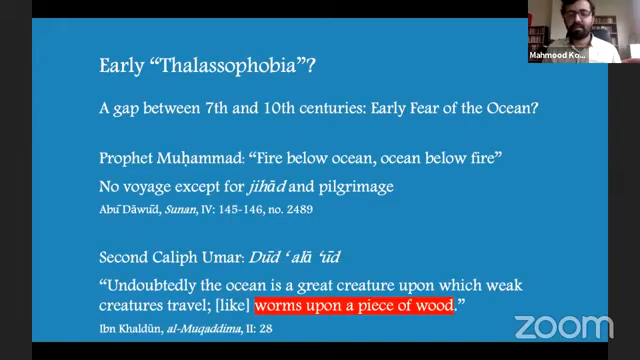 Mahmood Ko...
Early “Thalassophobia”?
A gap between 7th and 10th centuries: Early Fear of the Ocean?
Prophet Muḥammad: “Fire below ocean, ocean below fire”
No voyage except for jihād and pilgrimage
Abū Dāwūd, Sunan, IV: 145-146, no. 2489
Second Caliph Umar: Dūd ‘alā ‘ūd
“Undoubtedly the ocean is a great creature upon which weak
creatures travel; [like] worms upon a piece of wood.”
Ibn Khaldūn, al-Muqaddima, II: 28
zoom